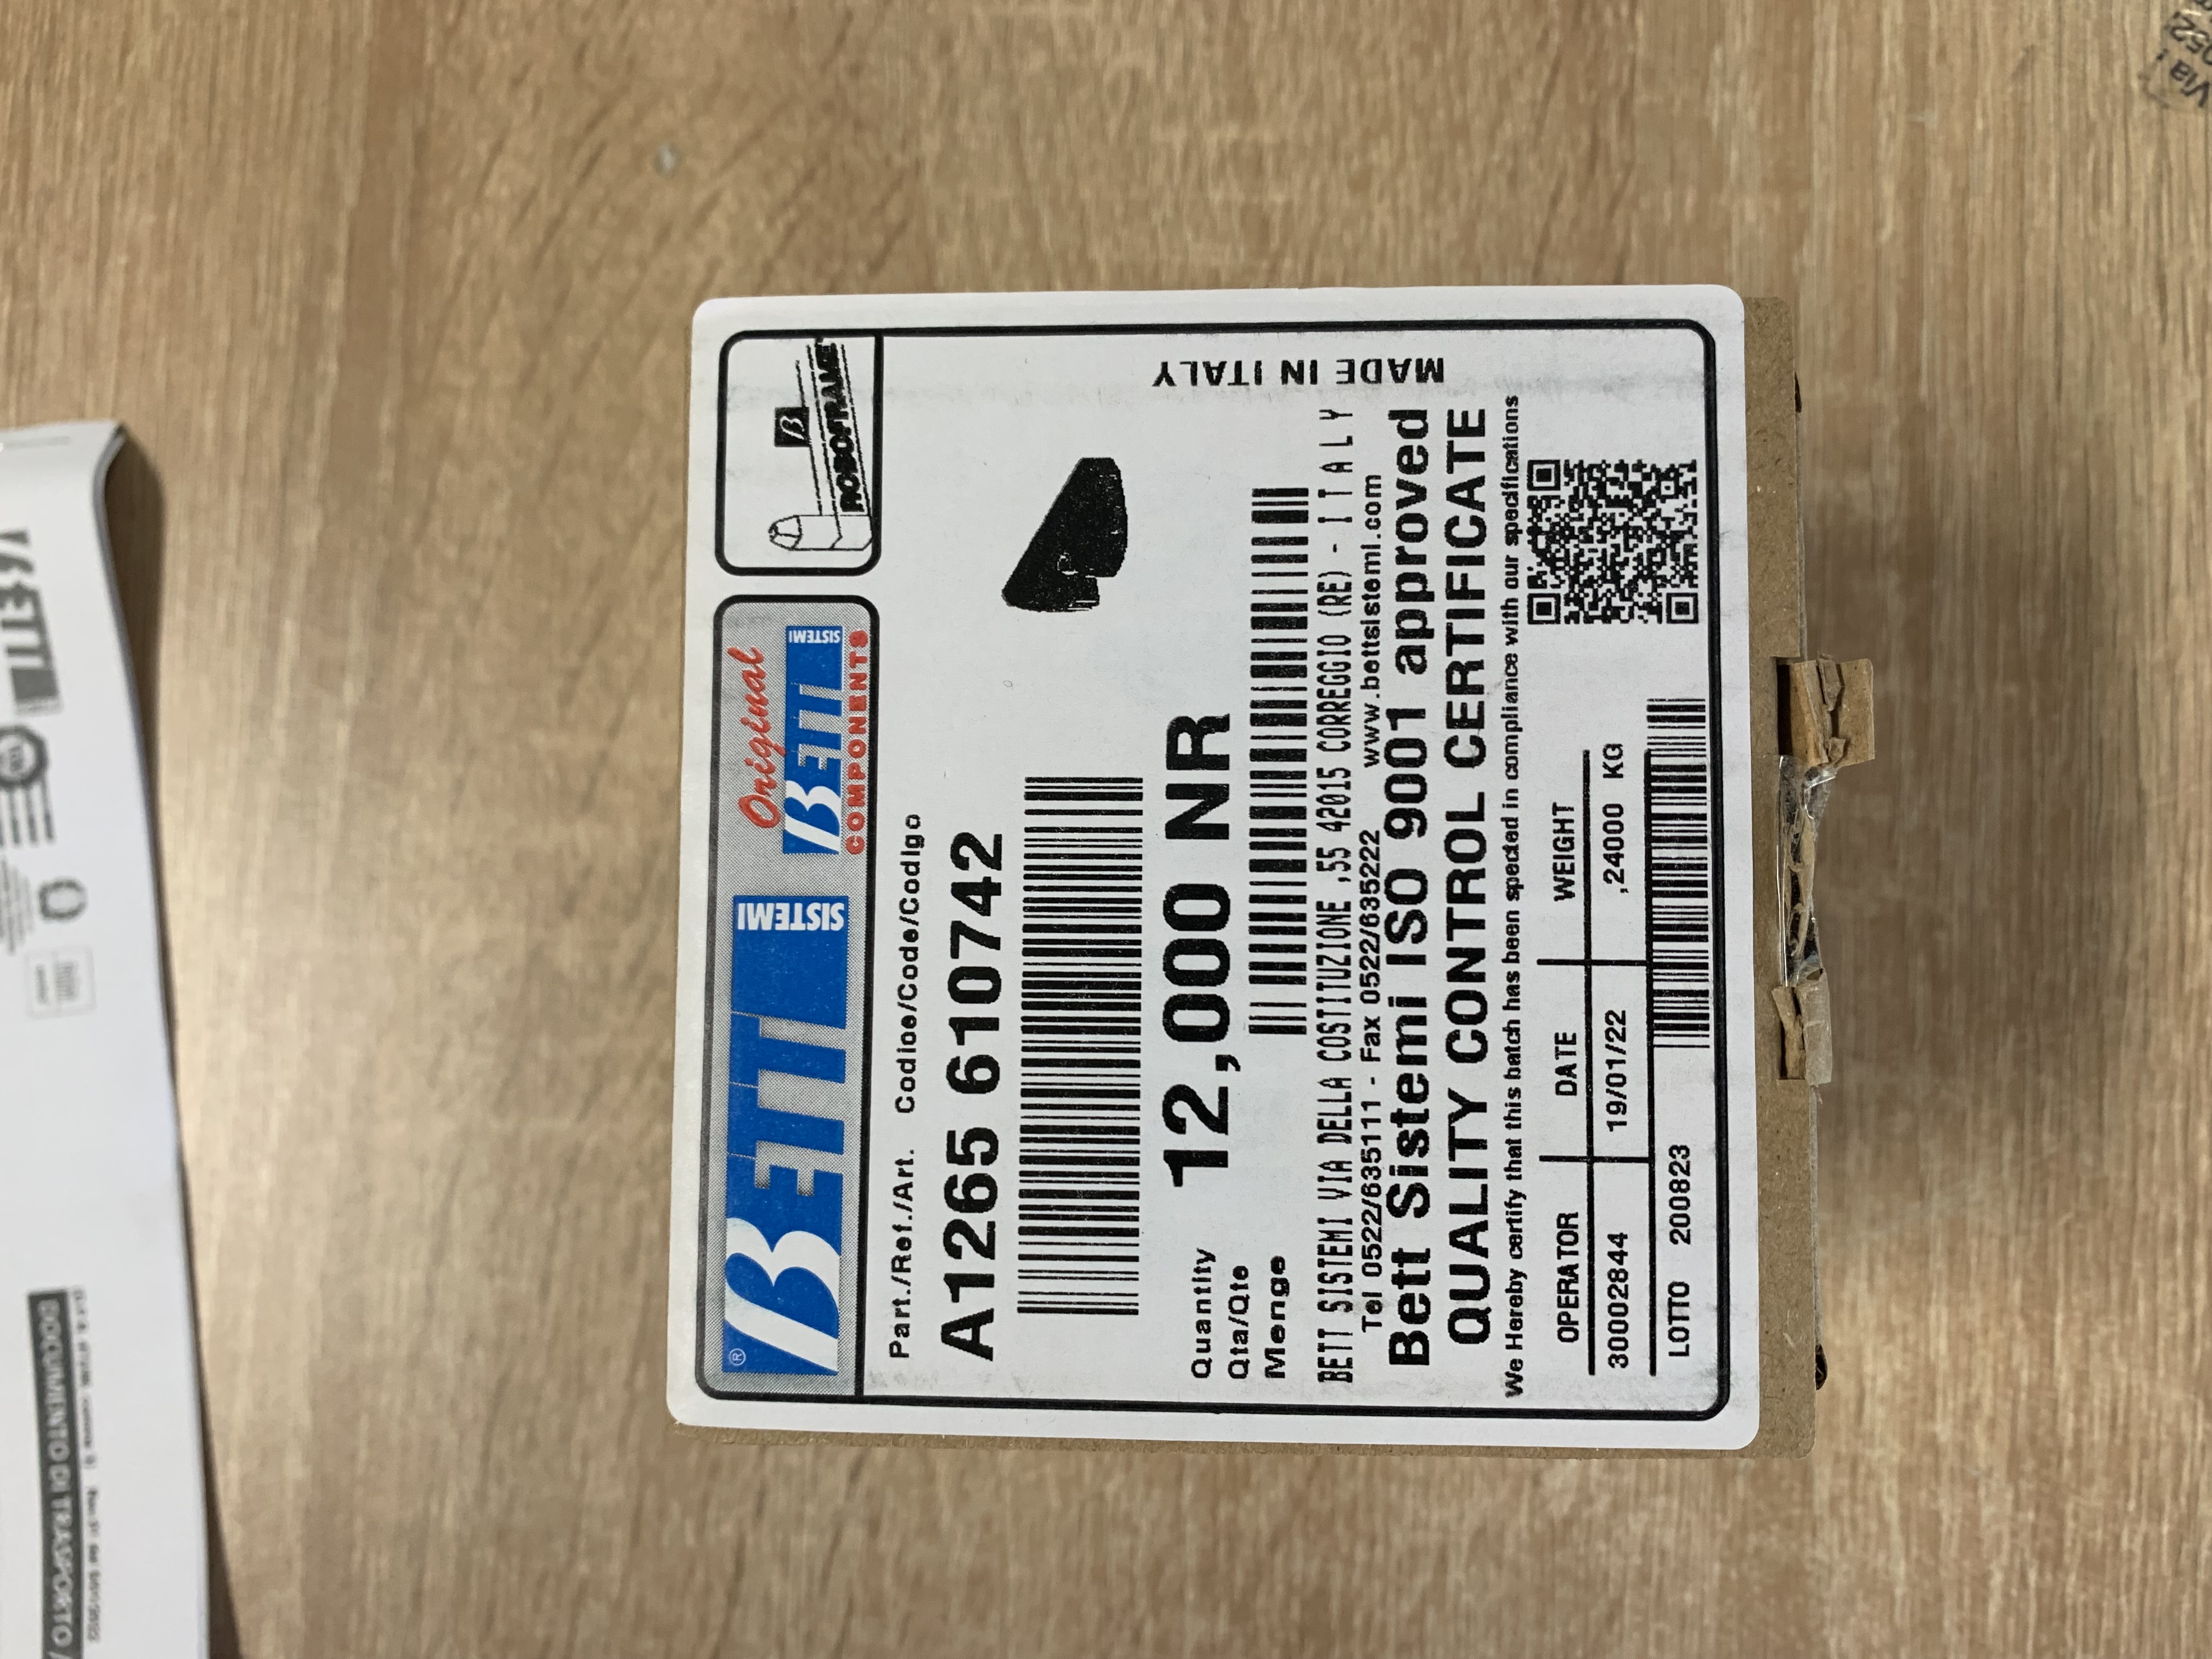 ® BETT SISTEMI
Original
BETT SISTEMI
COMPONENTS
B
ROBOFRAME
Part./Ref./Art. Codice/Code/Codigo
A1265 610742
Quantity
Qta/Qte
Menge
12,000 NR
MADE IN ITALY
BETT SISTEMI VIA DELLA COSTITUZIONE ,55 42015 CORREGGIO (RE) - ITALY
Tel 0522/635111 - Fax 0522/635222 www.bettsistemi.com
Bett Sistemi ISO 9001 approved
QUALITY CONTROL CERTIFICATE
We Hereby certify that this batch has been spected in compliance with our specifications
OPERATOR DATE WEIGHT
30002844 19/01/22 ,24000 KG
LOTTO 200823
BETT
DOCUMENTO DI TRASPORTO
Via